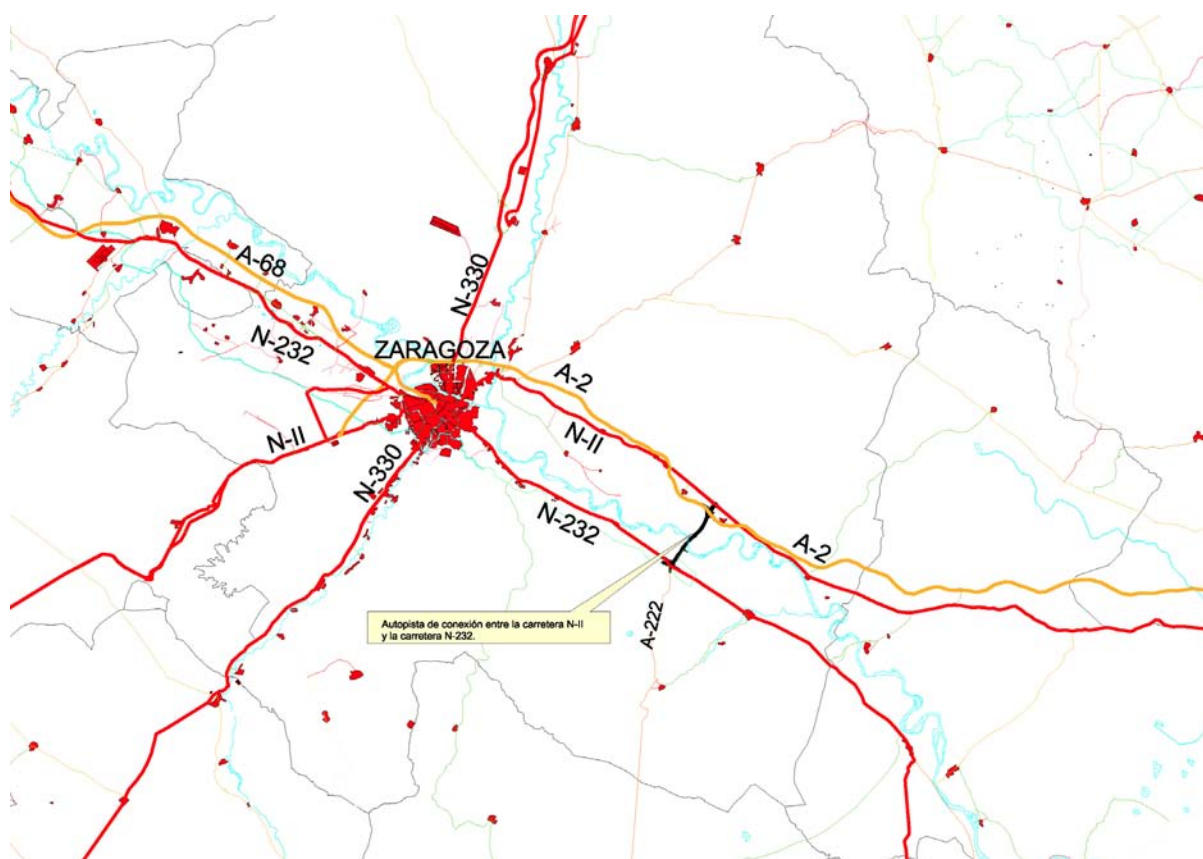 A-68
N-330
N-232
ZARAGOZA
A-2
N-II
N-II
N-330
N-232
A-2
Autopista de conexión entre la carretera N-II
y la carretera N-232.
A-222